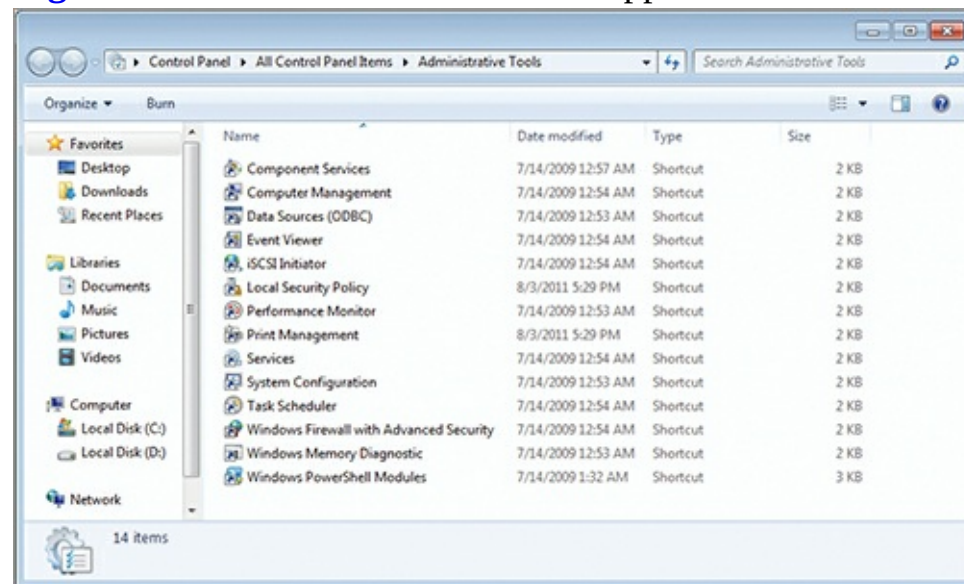 Control Panel ▸ All Control Panel Items ▸ Administrative Tools
Search Administrative Tools
Organize Burn
Name Date modified Type Size
Favorites
Desktop
Downloads
Recent Places
Libraries
Documents
Music
Pictures
Videos
Computer
Local Disk (C:)
Local Disk (D:)
Network
Component Services 7/14/2009 12:57 AM Shortcut 2 KB
Computer Management 7/14/2009 12:54 AM Shortcut 2 KB
Data Sources (ODBC) 7/14/2009 12:53 AM Shortcut 2 KB
Event Viewer 7/14/2009 12:54 AM Shortcut 2 KB
iSCSI Initiator 7/14/2009 12:54 AM Shortcut 2 KB
Local Security Policy 8/3/2011 5:29 PM Shortcut 2 KB
Performance Monitor 7/14/2009 12:53 AM Shortcut 2 KB
Print Management 8/3/2011 5:29 PM Shortcut 2 KB
Services 7/14/2009 12:54 AM Shortcut 2 KB
System Configuration 7/14/2009 12:53 AM Shortcut 2 KB
Task Scheduler 7/14/2009 12:54 AM Shortcut 2 KB
Windows Firewall with Advanced Security 7/14/2009 12:54 AM Shortcut 2 KB
Windows Memory Diagnostic 7/14/2009 12:53 AM Shortcut 2 KB
Windows PowerShell Modules 7/14/2009 1:32 AM Shortcut 3 KB
14 items